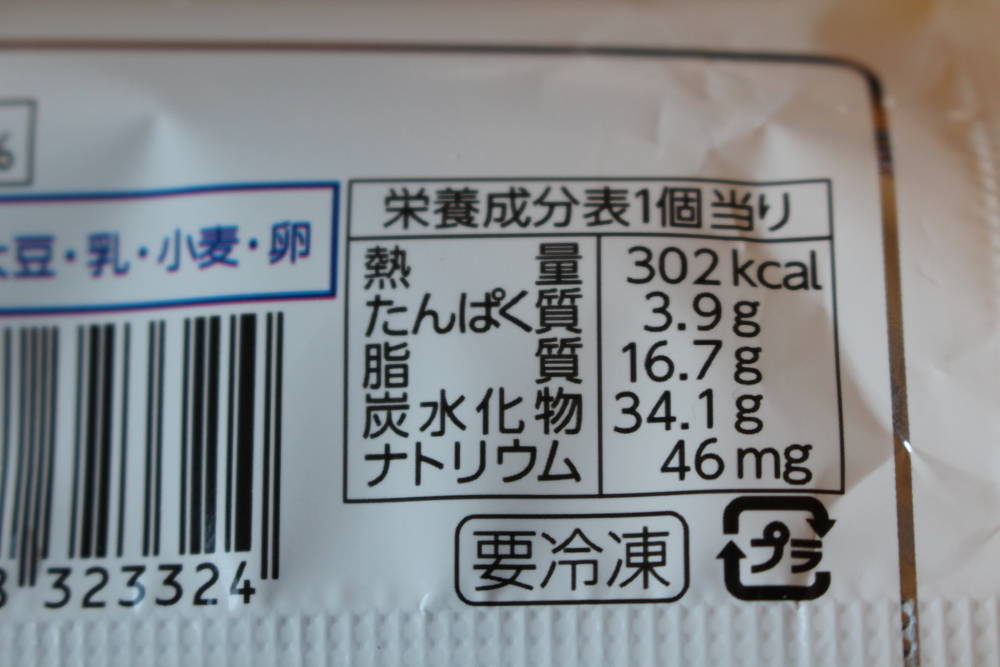 %
大豆・乳・小麦・卵
栄養成分表1個当り
熱量 302kcal
たんぱく質 3.9g
脂質 16.7g
炭水化物 34.1g
ナトリウム 46mg
要冷凍
プラ
323324